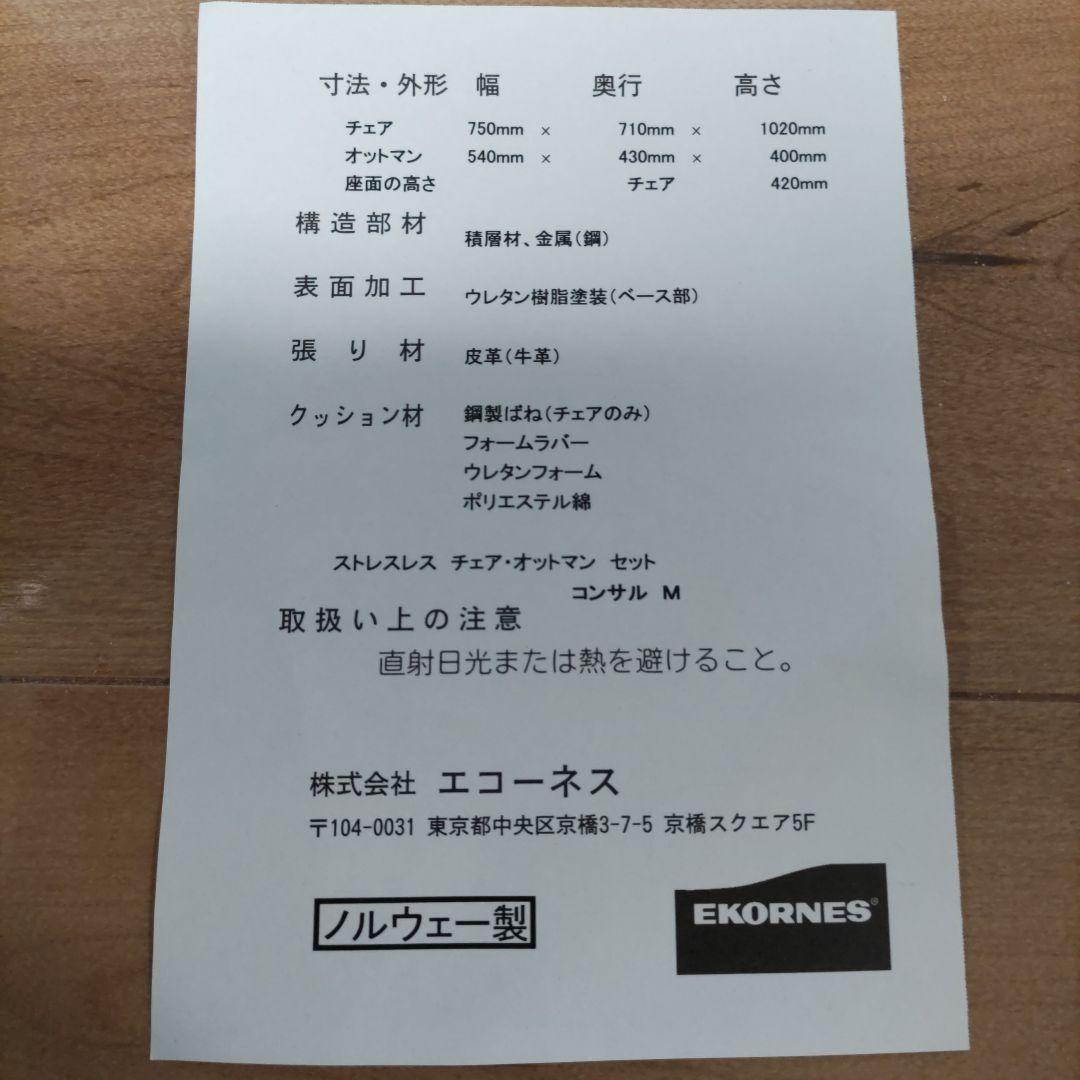 寸法・外形 幅 奥行 高さ
チェア 750mm × 710mm × 1020mm
オットマン 540mm × 430mm × 400mm
座面の高さ チェア 420mm
構造部材 積層材、金属(鋼)
表面加工 ウレタン樹脂塗装(ベース部)
張り材 皮革(牛革)
クッション材 鋼製ばね(チェアのみ)
フォームラバー
ウレタンフォーム
ポリエステル綿
ストレスレス チェア・オットマン セット
コンサル M
取扱い上の注意
直射日光または熱を避けること。
株式会社 エコーネス
〒104-0031 東京都中央区京橋3-7-5 京橋スクエア5F
ノルウェー製
EKORNES®